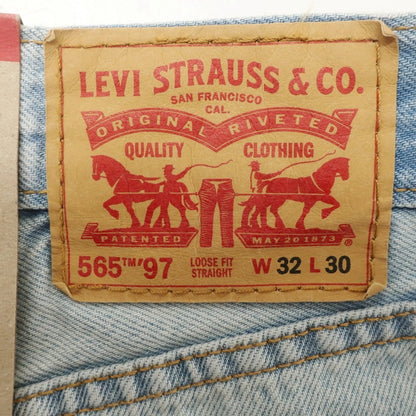 LEVI STRAUSS & CO.
SAN FRANCISCO
CAL.
ORIGINAL RIVETED
QUALITY CLOTHING
PATENTED MAY 20 1873 ®
565™/'97 LOOSE FIT STRAIGHT W 32 L 30